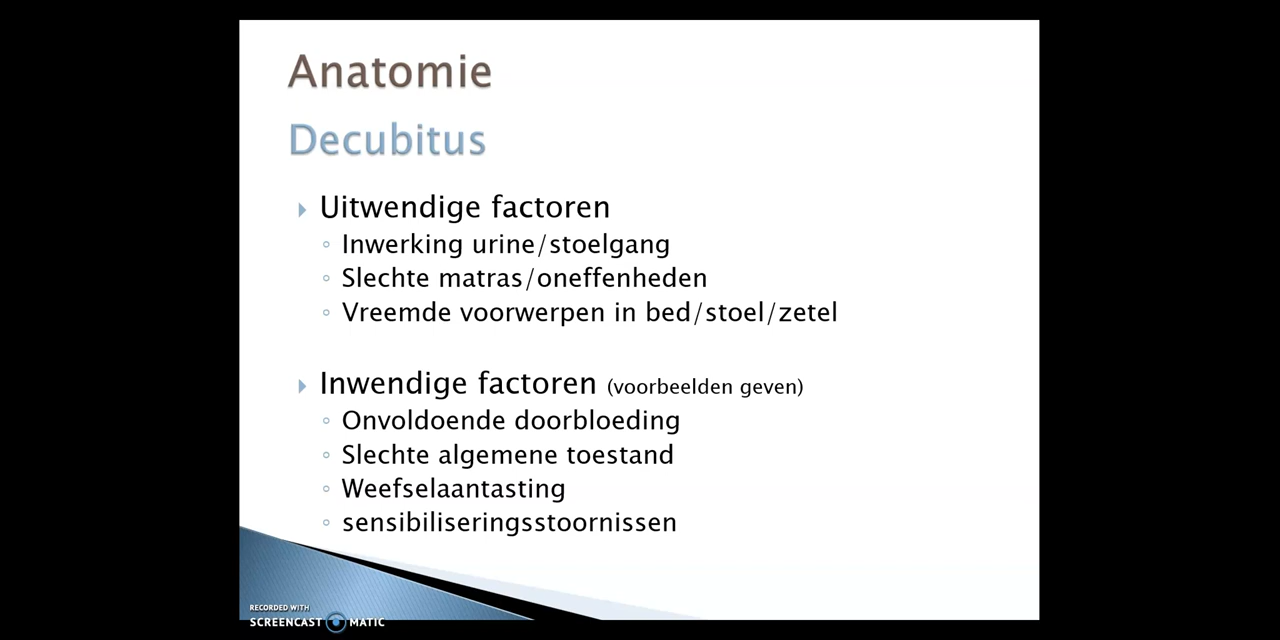 Anatomie
Decubitus
Uitwendige factoren
Inwerking urine/stoelgang
Slechte matras/oneffenheden
Vreemde voorwerpen in bed/stoel/zetel
Inwendige factoren (voorbeelden geven)
Onvoldoende doorbloeding
Slechte algemene toestand
Weefselaantasting
sensibiliseringsstoornissen
RECORDED WITH
SCREENCAST MATIC